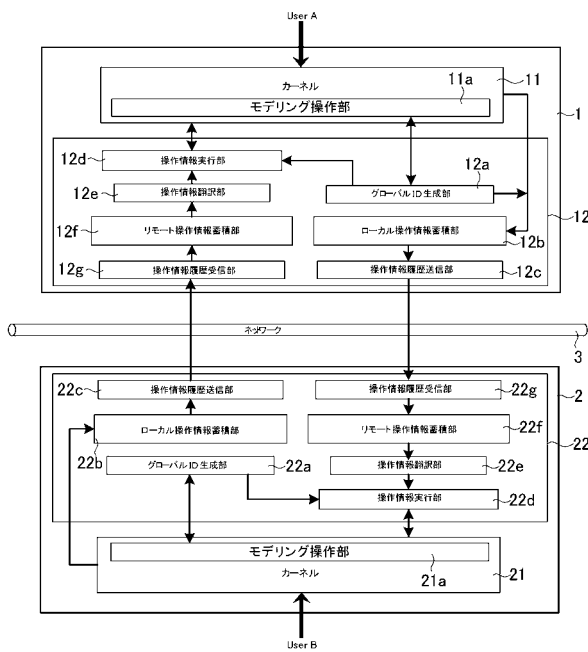 User A
11
カーネル
11a
モデリング操作部
1
12d
操作情報実行部
12a
12e
操作情報翻訳部
グローバルID生成部
12
12f
リモート操作情報蓄積部
ローカル操作情報蓄積部
12b
12g
操作情報履歴受信部
操作情報履歴送信部
12c
ネットワーク
3
22c
操作情報履歴送信部
操作情報履歴受信部
22g
2
ローカル操作情報蓄積部
リモート操作情報蓄積部
22f
22
22b
グローバルID生成部
22a
操作情報翻訳部
22e
操作情報実行部
22d
モデリング操作部
カーネル
21a
21
User B